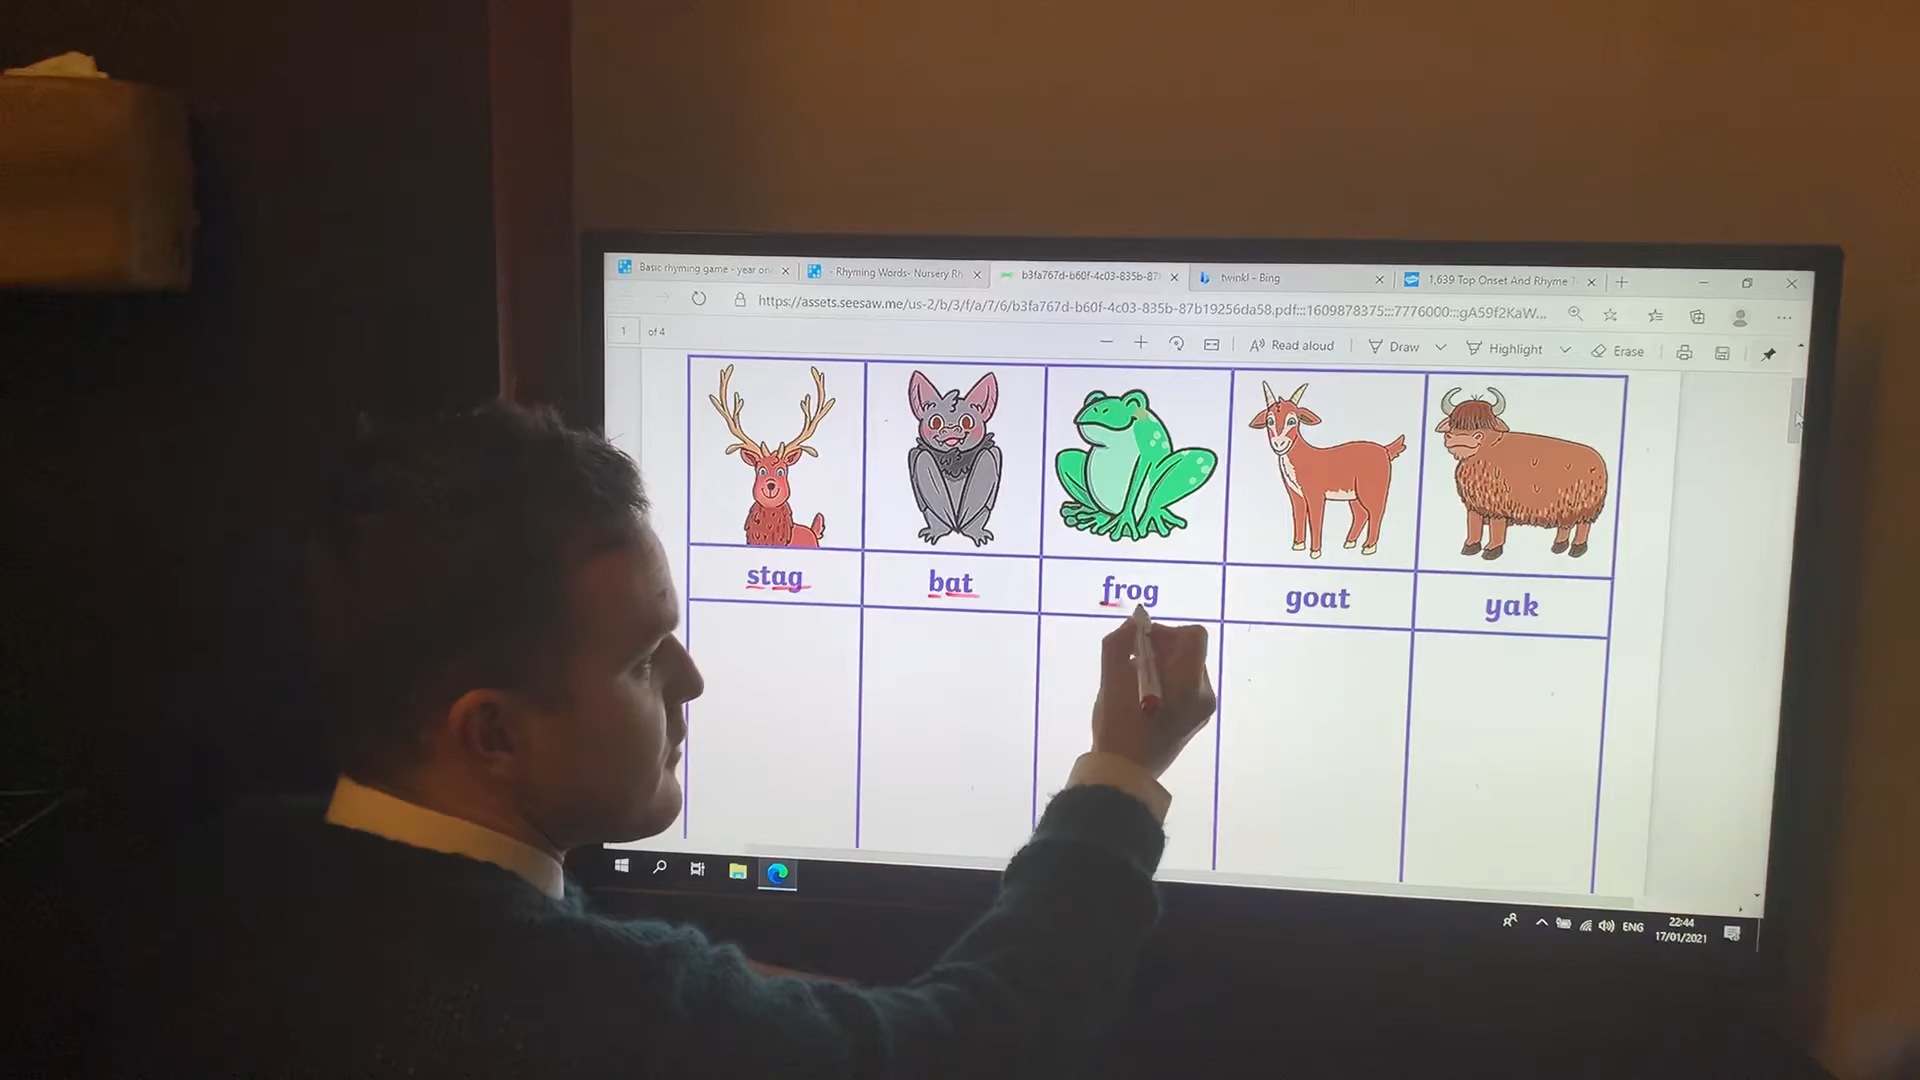 Basic rhyming game - year on
- Rhyming Words- Nursery Rh
b3fa767d-b60f-4c03-835b-87
twinkl - Bing
1,639 Top Onset And Rhyme T
https://assets.seesaw.me/us-2/b/3/f/a/7/6/b3fa767d-b60f-4c03-835b-87b19256da58.pdf:::1609878375:::7776000:::gA59f2KaW...
1 of 4
Read aloud
Draw
Highlight
Erase
stag
bat
frog
goat
yak
ENG
22:44
17/01/2021